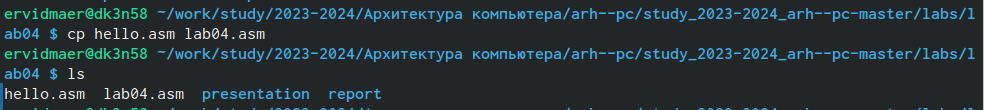 ervidmaer@dk3n58 ~/work/study/2023-2024/Архитектура компьютера/arh--pc/study_2023-2024_arh--pc-master/labs/l
ab04 $ cp hello.asm lab04.asm
ervidmaer@dk3n58 ~/work/study/2023-2024/Архитектура компьютера/arh--pc/study_2023-2024_arh--pc-master/labs/l
ab04 $ ls
hello.asm  lab04.asm  presentation  report